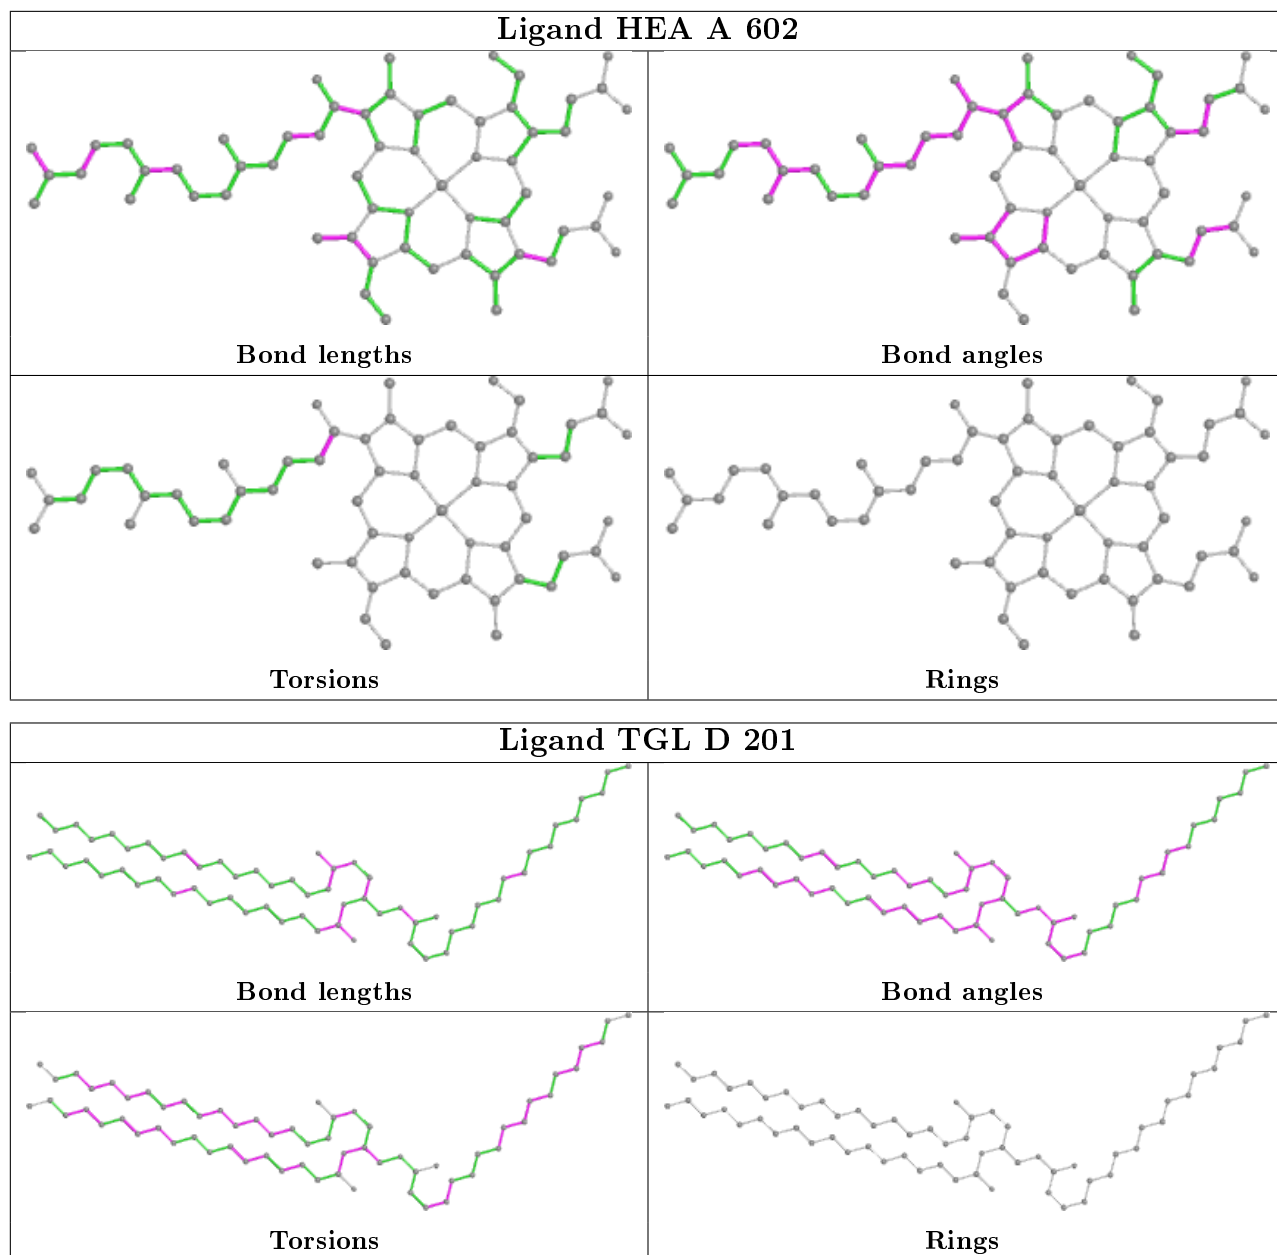 Ligand HEA A 602
Bond lengths
Bond angles
Torsions
Rings
Ligand TGL D 201
Bond lengths
Bond angles
Torsions
Rings